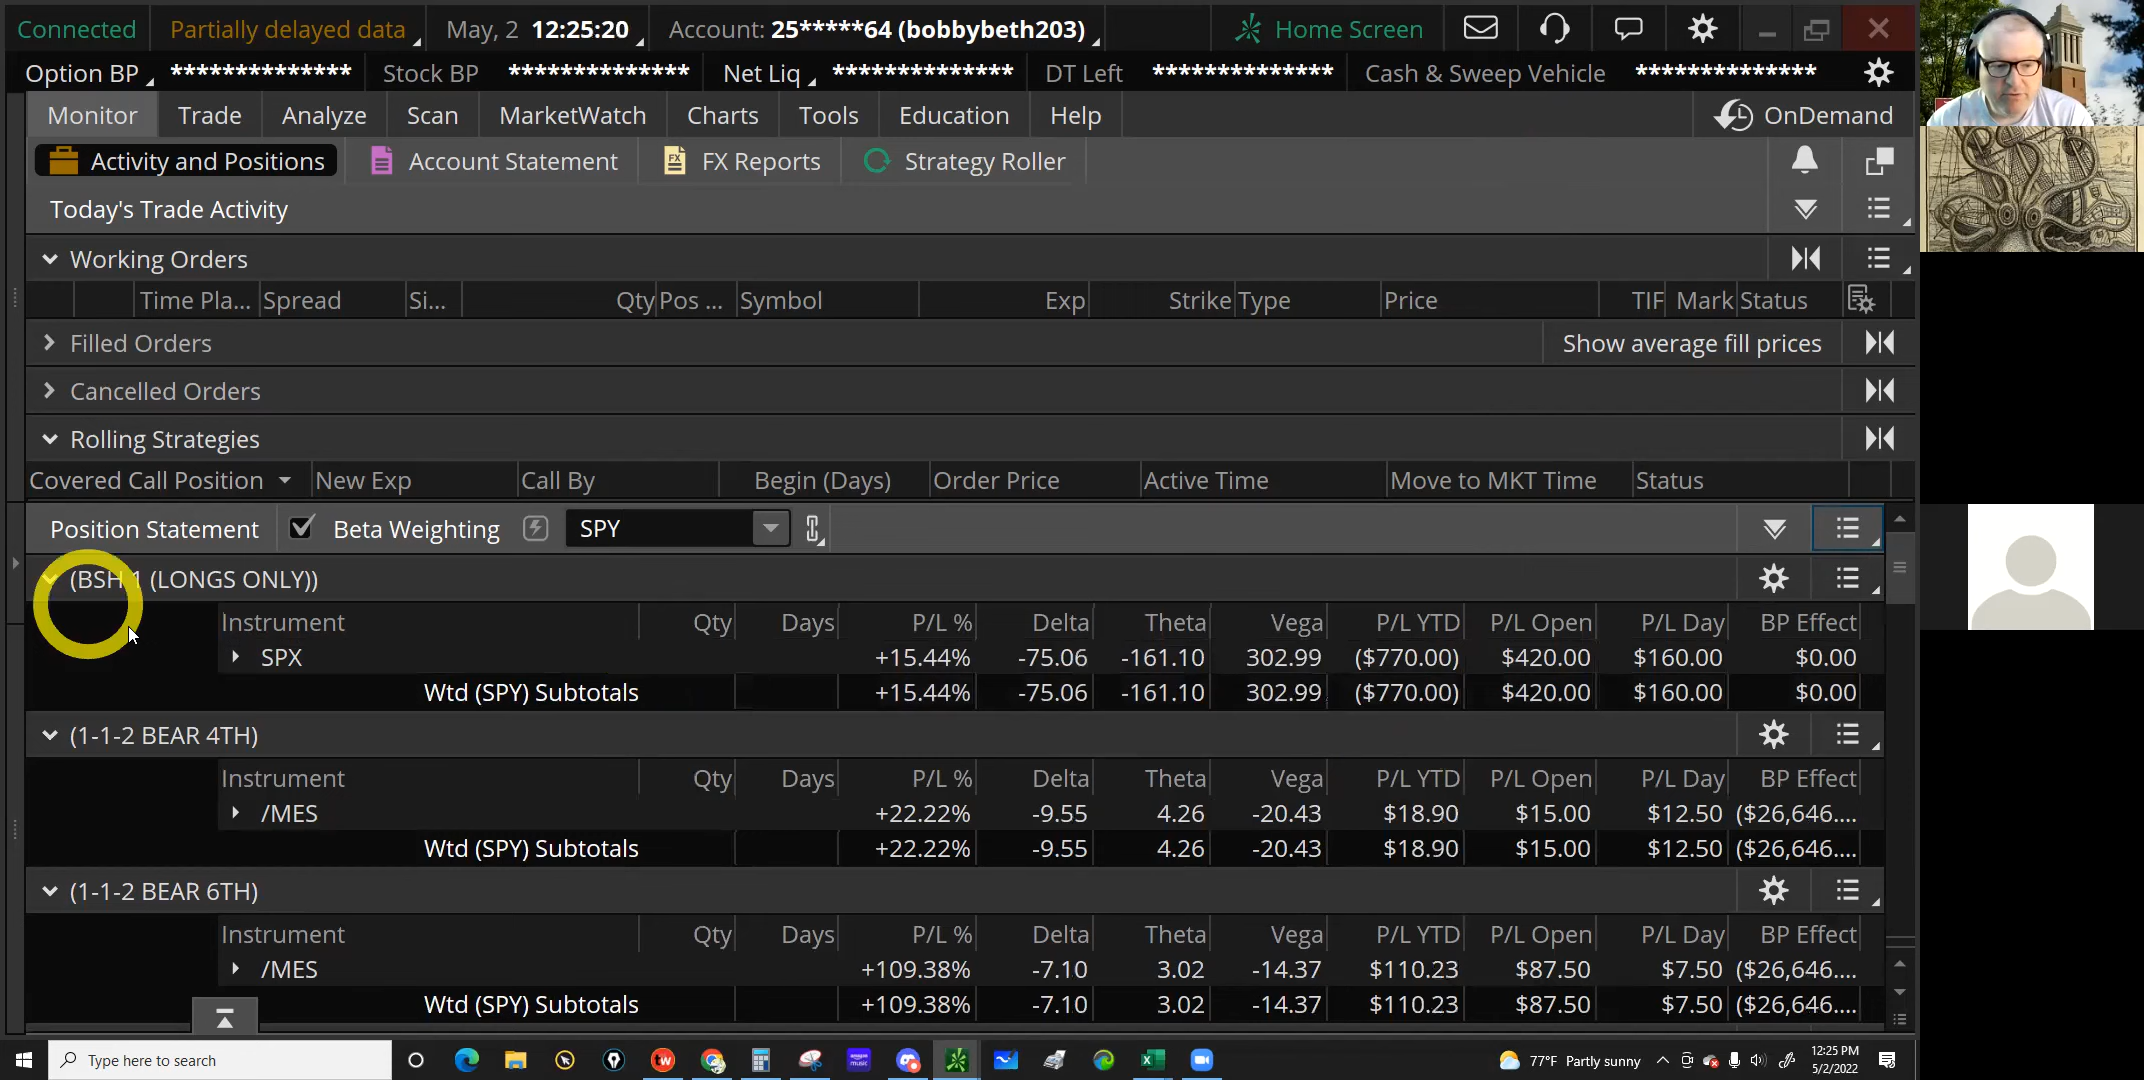 Connected Partially delayed data May, 2 12:25:20 Account: 25*****64 (bobbybeth203) Home Screen
Option BP ************** Stock BP ************** Net Liq ************** DT Left ************** Cash & Sweep Vehicle **************
Monitor Trade Analyze Scan MarketWatch Charts Tools Education Help OnDemand
Activity and Positions Account Statement FX FX Reports Strategy Roller
Today's Trade Activity
Working Orders
Time Pla... Spread Si... Qty Pos ... Symbol Exp Strike Type Price TIF Mark Status
Filled Orders Show average fill prices
Cancelled Orders
Rolling Strategies
Covered Call Position New Exp Call By Begin (Days) Order Price Active Time Move to MKT Time Status
Position Statement Beta Weighting SPY
(BSH 1 (LONGS ONLY))
Instrument Qty Days P/L % Delta Theta Vega P/L YTD P/L Open P/L Day BP Effect
SPX +15.44% -75.06 -161.10 302.99 ($770.00) $420.00 $160.00 $0.00
Wtd (SPY) Subtotals +15.44% -75.06 -161.10 302.99 ($770.00) $420.00 $160.00 $0.00
(1-1-2 BEAR 4TH)
Instrument Qty Days P/L % Delta Theta Vega P/L YTD P/L Open P/L Day BP Effect
/MES +22.22% -9.55 4.26 -20.43 $18.90 $15.00 $12.50 ($26,646....
Wtd (SPY) Subtotals +22.22% -9.55 4.26 -20.43 $18.90 $15.00 $12.50 ($26,646....
(1-1-2 BEAR 6TH)
Instrument Qty Days P/L % Delta Theta Vega P/L YTD P/L Open P/L Day BP Effect
/MES +109.38% -7.10 3.02 -14.37 $110.23 $87.50 $7.50 ($26,646....
Wtd (SPY) Subtotals +109.38% -7.10 3.02 -14.37 $110.23 $87.50 $7.50 ($26,646....
Type here to search amazon music 77°F Partly sunny 12:25 PM
5/2/2022